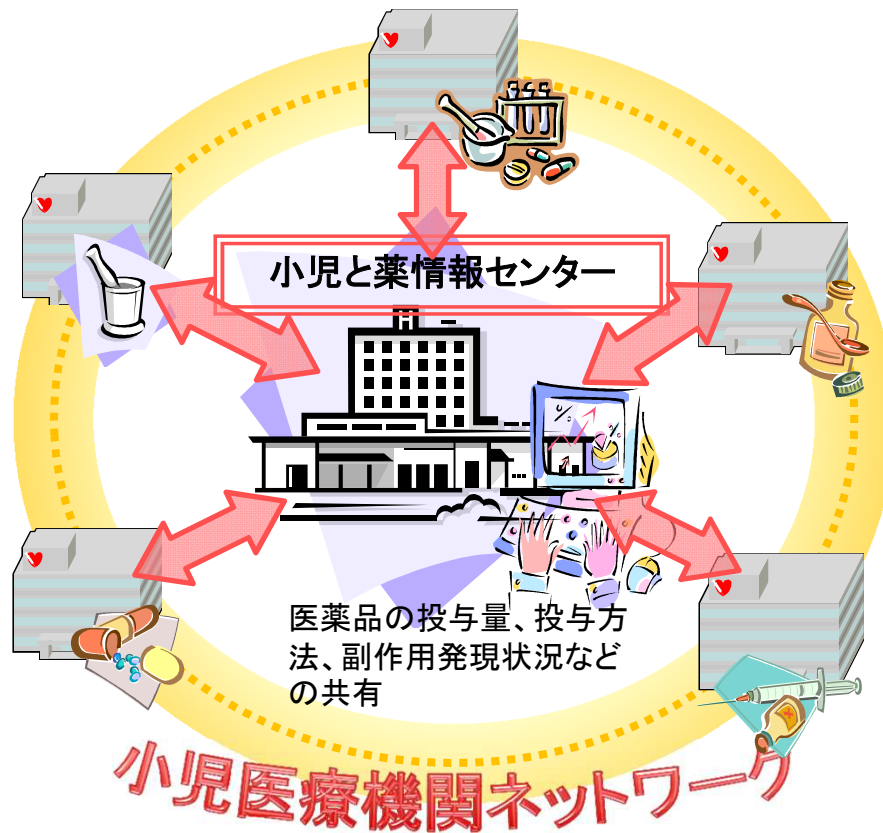 小児と薬情報センター
医薬品の投与量、投与方
法、副作用発現状況など
の共有
小児医療機関ネットワーク